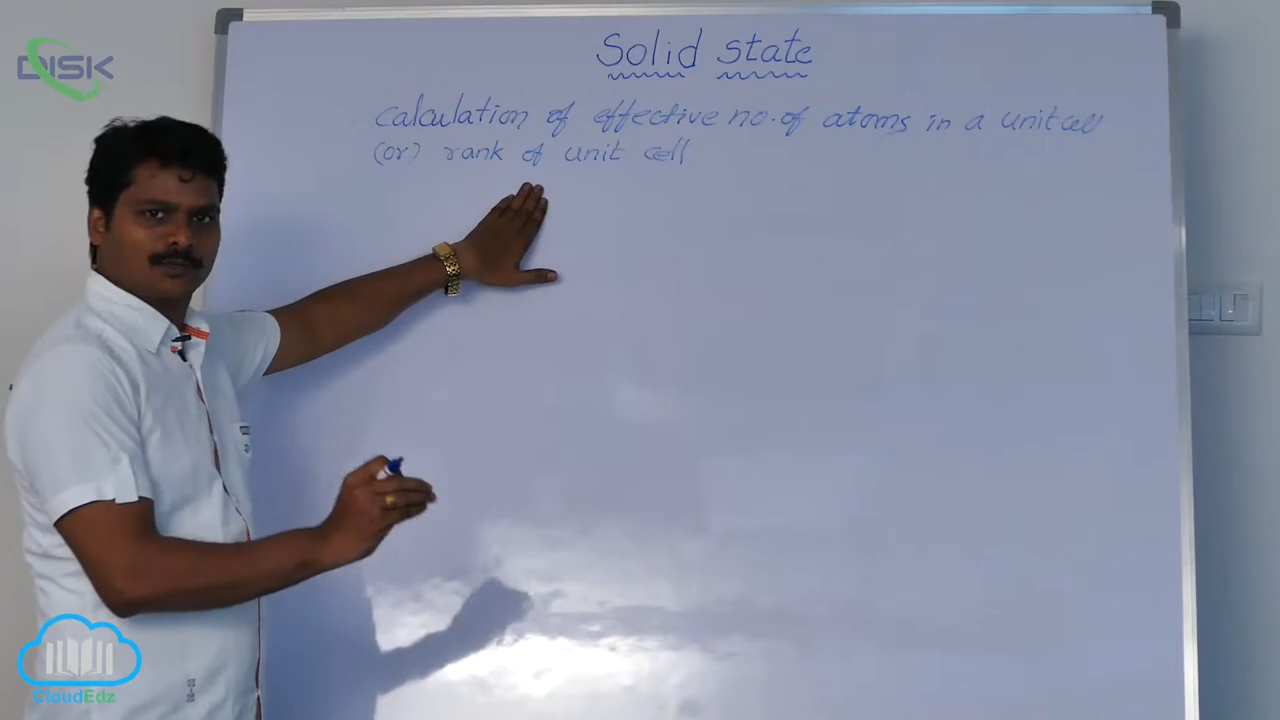 DISK
Solid state
calculation of effective no. of atoms in a unit cell
(or) rank of unit cell
CloudEdz